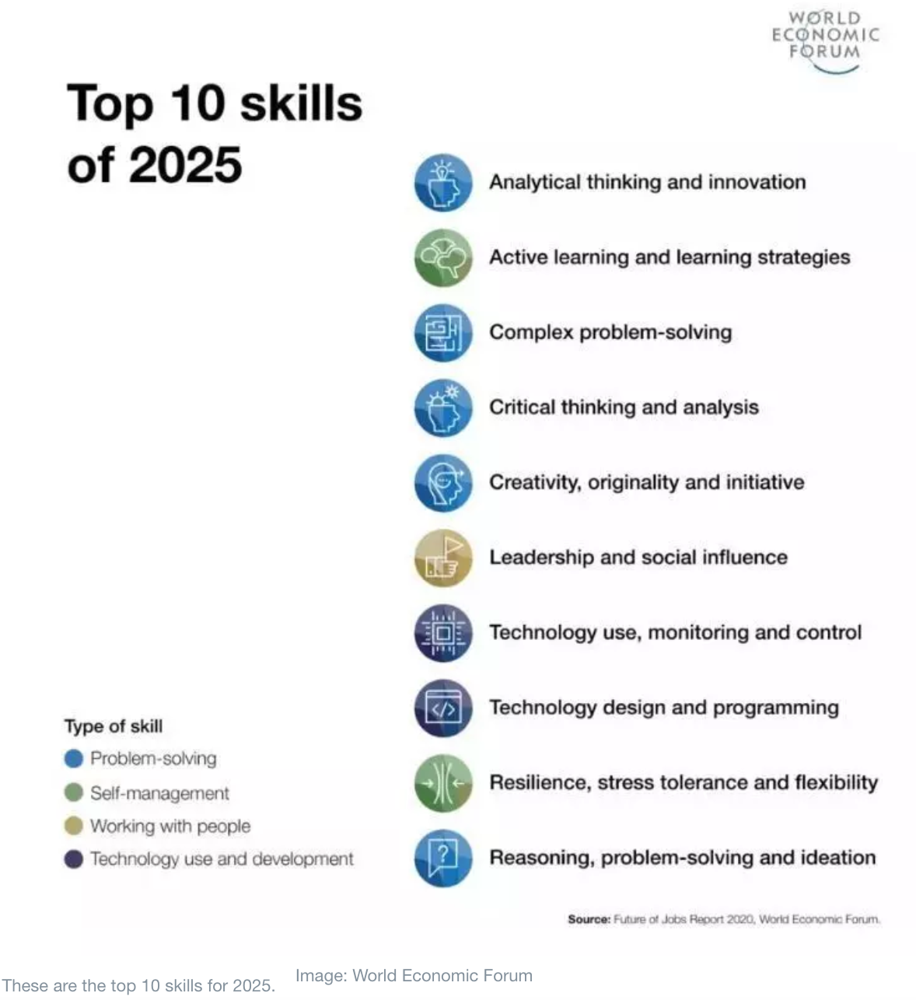 WORLD
ECONOMIC
FORUM
Top 10 skills
of 2025
Analytical thinking and innovation
Active learning and learning strategies
Complex problem-solving
Critical thinking and analysis
Creativity, originality and initiative
Leadership and social influence
Technology use, monitoring and control
Technology design and programming
Resilience, stress tolerance and flexibility
Reasoning, problem-solving and ideation
Type of skill
Problem-solving
Self-management
Working with people
Technology use and development
</>
?
Source: Future of Jobs Report 2020, World Economic Forum.
These are the top 10 skills for 2025.
Image: World Economic Forum